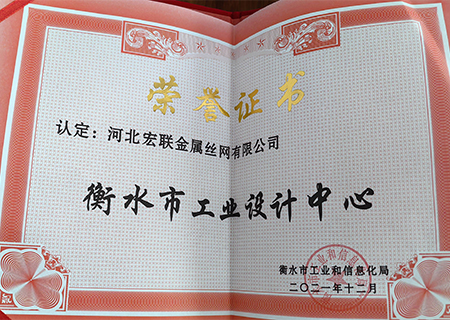 荣誉证书
认定：河北宏联金属丝网有限公司
衡水市工业设计中心
衡水市工业和信息化局
二〇二一年十二月